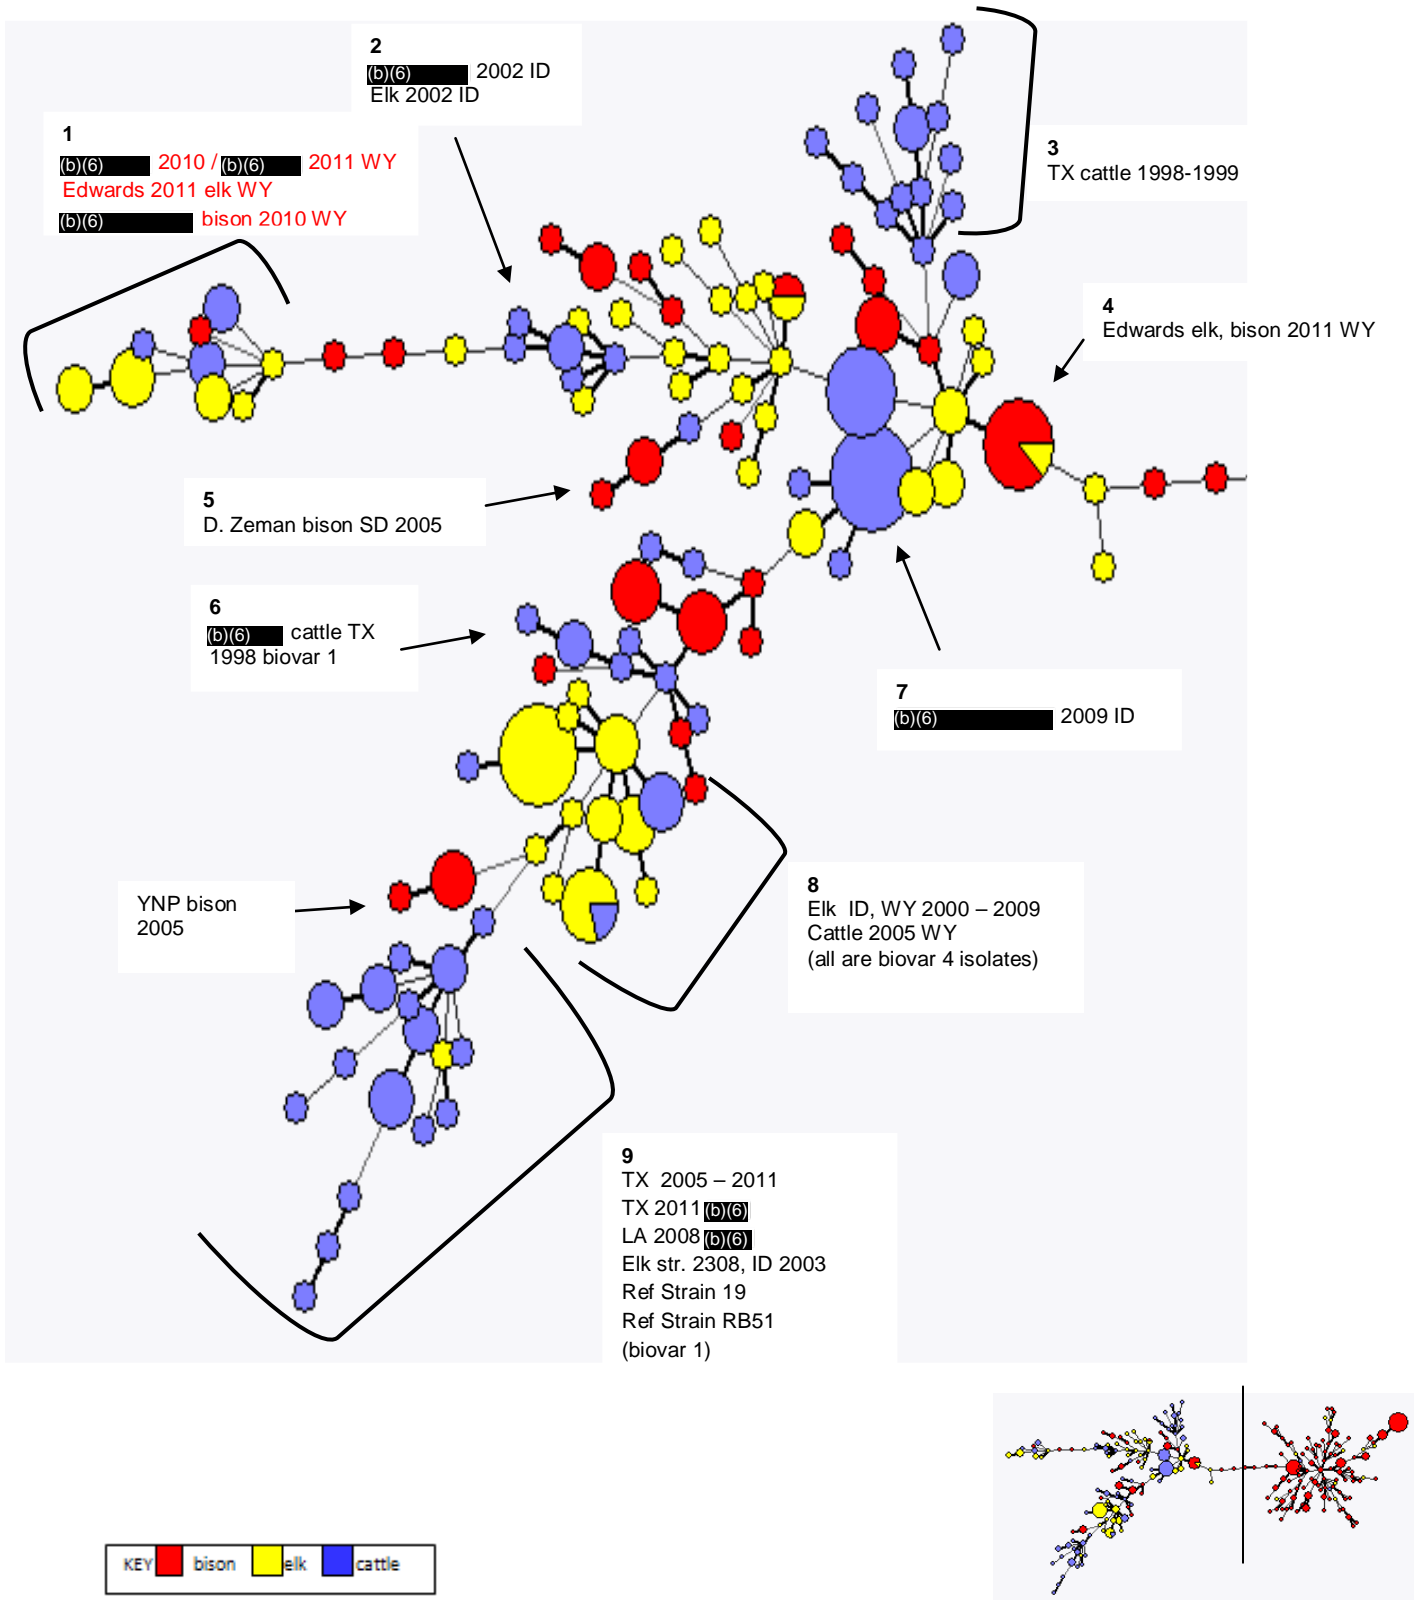 2
(b)(6) 2002 ID
Elk 2002 ID
1
(b)(6) 2010 / (b)(6) 2011 WY
Edwards 2011 elk WY
(b)(6) bison 2010 WY
3
TX cattle 1998-1999
4
Edwards elk, bison 2011 WY
5
D. Zeman bison SD 2005
6
(b)(6) cattle TX
1998 biovar 1
7
(b)(6) 2009 ID
YNP bison
2005
8
Elk ID, WY 2000 – 2009
Cattle 2005 WY
(all are biovar 4 isolates)
9
TX 2005 – 2011
TX 2011 (b)(6)
LA 2008 (b)(6)
Elk str. 2308, ID 2003
Ref Strain 19
Ref Strain RB51
(biovar 1)
KEY bison elk cattle